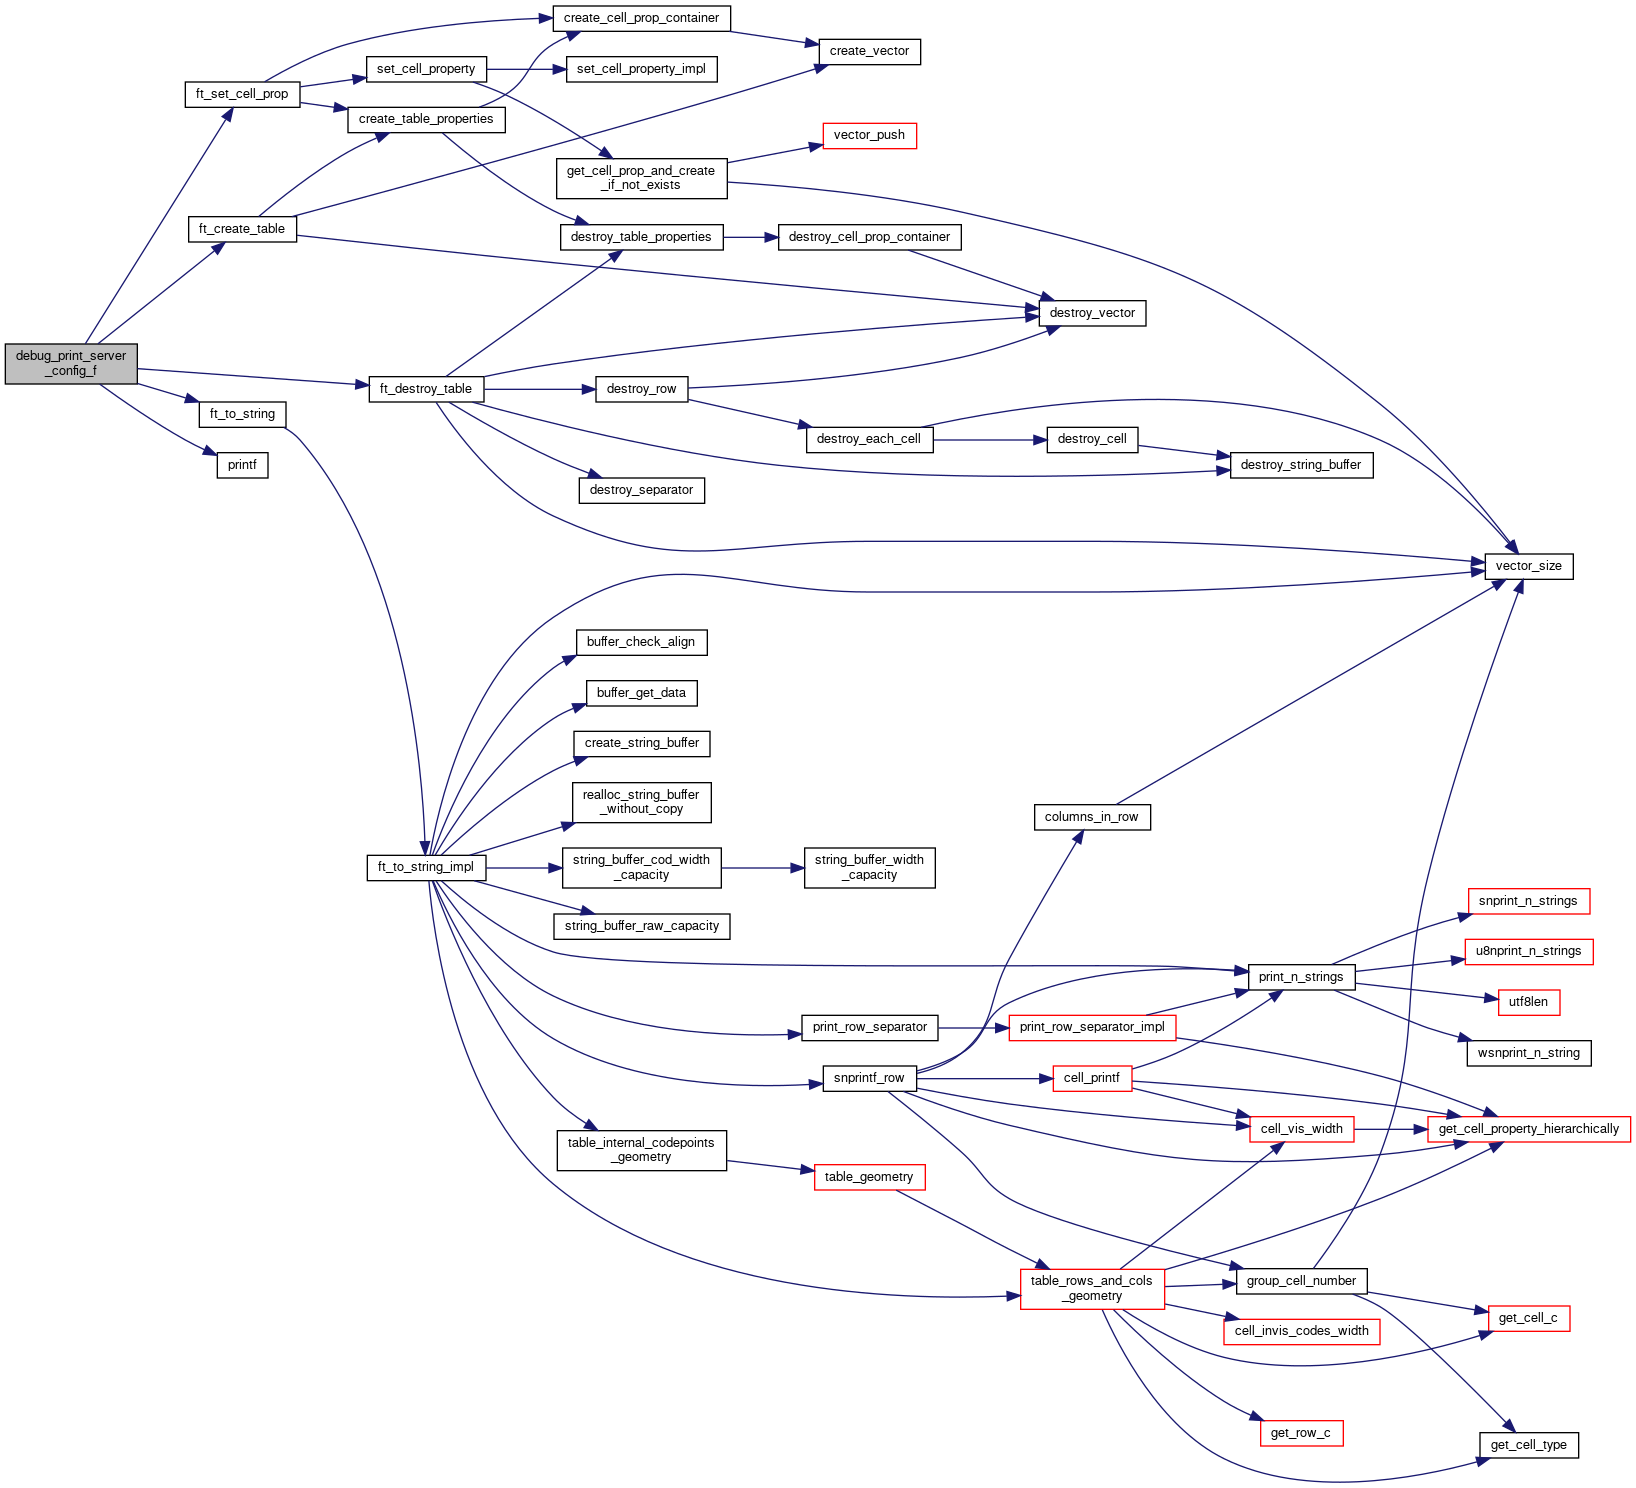 create_cell_prop_container
create_vector
set_cell_property
set_cell_property_impl
ft_set_cell_prop
create_table_properties
vector_push
get_cell_prop_and_create
_if_not_exists
ft_create_table
destroy_table_properties
destroy_cell_prop_container
destroy_vector
debug_print_server
_config_f
ft_destroy_table
destroy_row
ft_to_string
destroy_each_cell
destroy_cell
printf
destroy_string_buffer
destroy_separator
vector_size
buffer_check_align
buffer_get_data
create_string_buffer
realloc_string_buffer
_without_copy
columns_in_row
ft_to_string_impl
string_buffer_cod_width
_capacity
string_buffer_width
_capacity
snprint_n_strings
string_buffer_raw_capacity
u8nprint_n_strings
print_n_strings
utf8len
print_row_separator
print_row_separator_impl
wsnprint_n_string
snprintf_row
cell_printf
cell_vis_width
get_cell_property_hierarchically
table_internal_codepoints
_geometry
table_geometry
table_rows_and_cols
_geometry
group_cell_number
get_cell_c
cell_invis_codes_width
get_row_c
get_cell_type